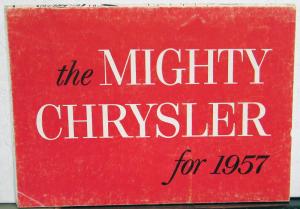 the MIGHTY
CHRYSLER
for 1957